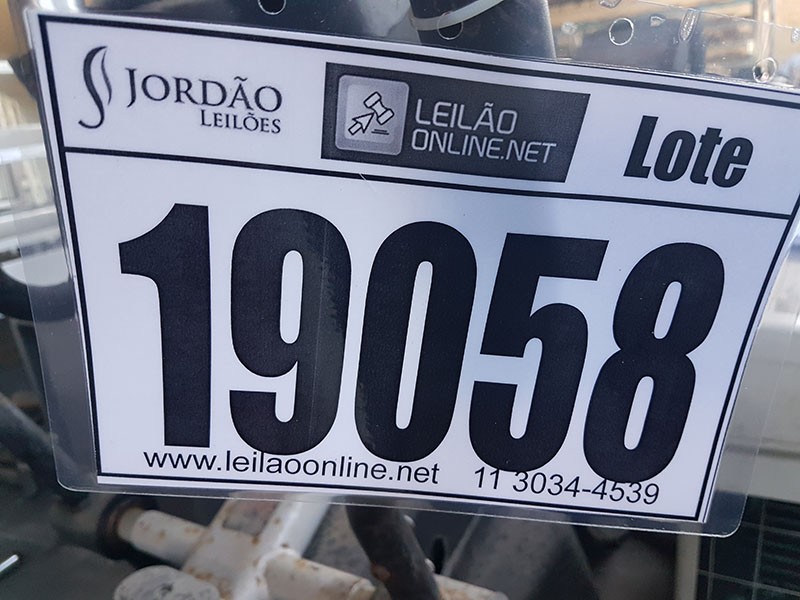 JORDÃO
LEILÕES
LEILÃO
ONLINE.NET
Lote
19058
www.leilaoonline.net 11 3034-4539